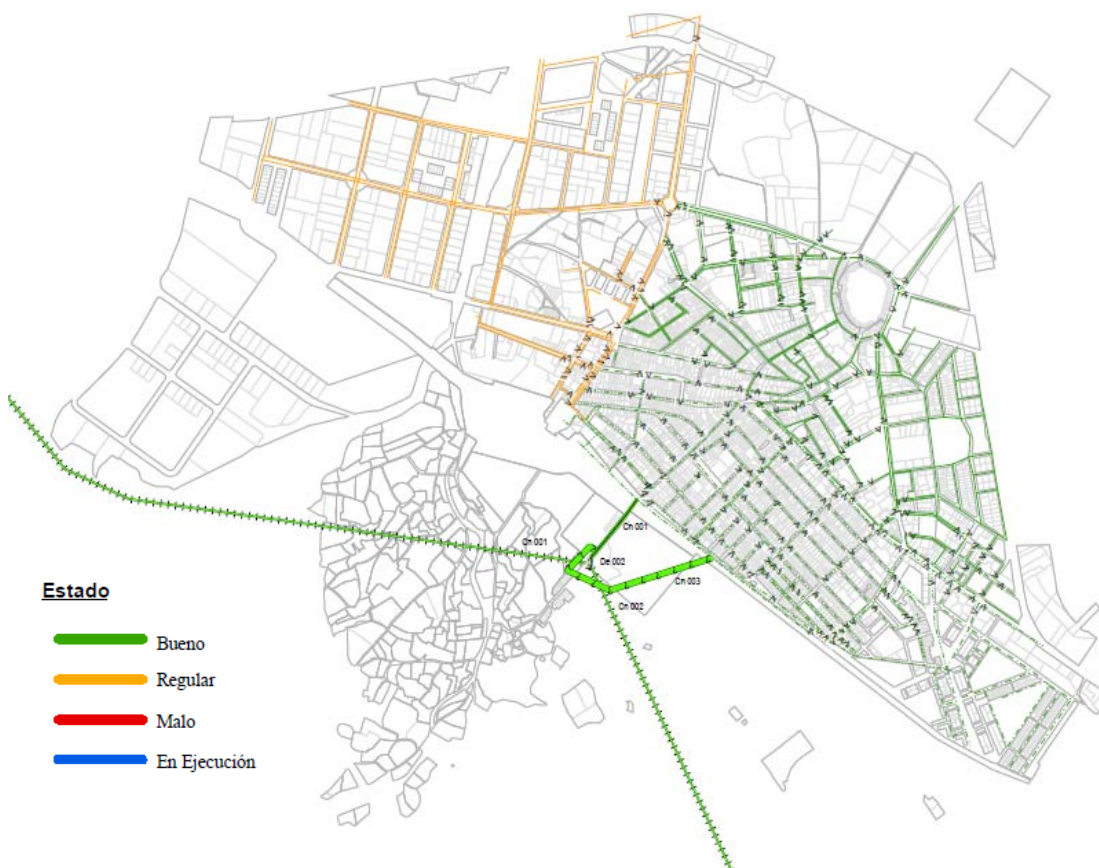 Cn 001
Cn 001
De 002
Cn 003
Cn 002
Estado
Bueno
Regular
Malo
En Ejecución